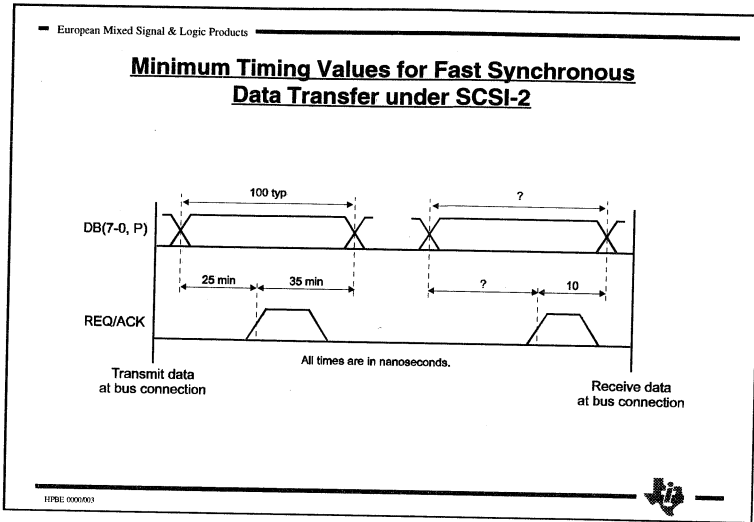 European Mixed Signal & Logic Products
Minimum Timing Values for Fast Synchronous
Data Transfer under SCSI-2
100 typ
?
DB(7-0, P)
25 min
35 min
?
10
REQ/ACK
All times are in nanoseconds.
Transmit data
at bus connection
Receive data
at bus connection
HPBE 0000/003